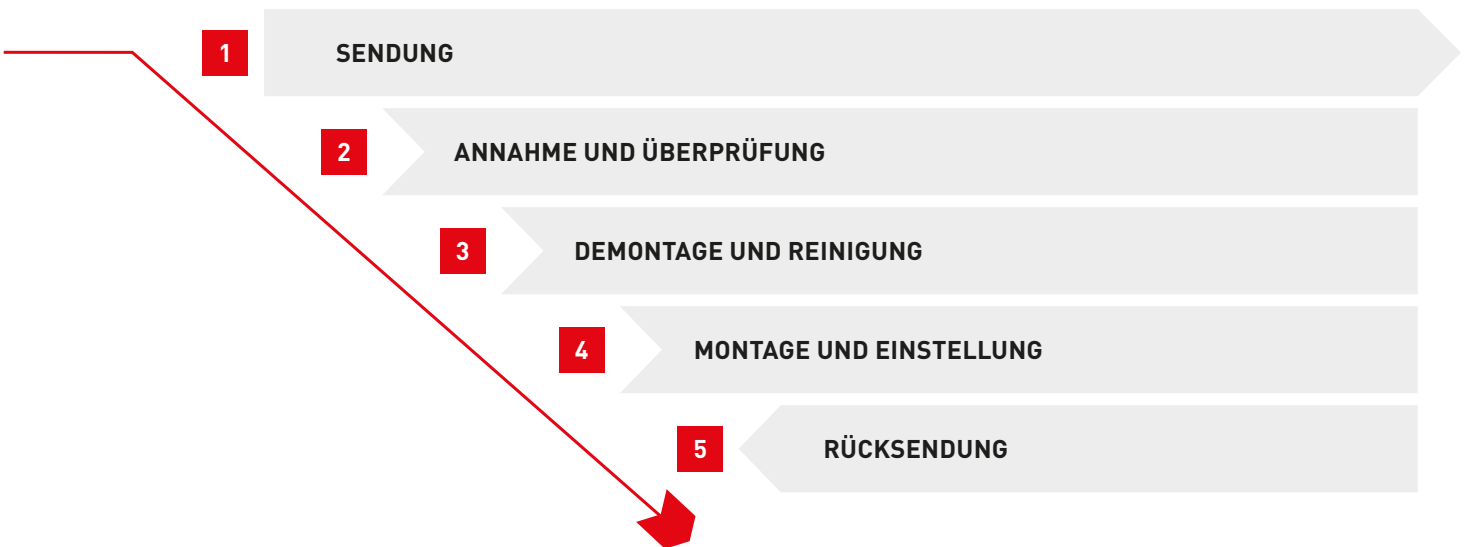 1 SENDUNG
2 ANNAHME UND ÜBERPRÜFUNG
3 DEMONTAGE UND REINIGUNG
4 MONTAGE UND EINSTELLUNG
5 RÜCKSENDUNG